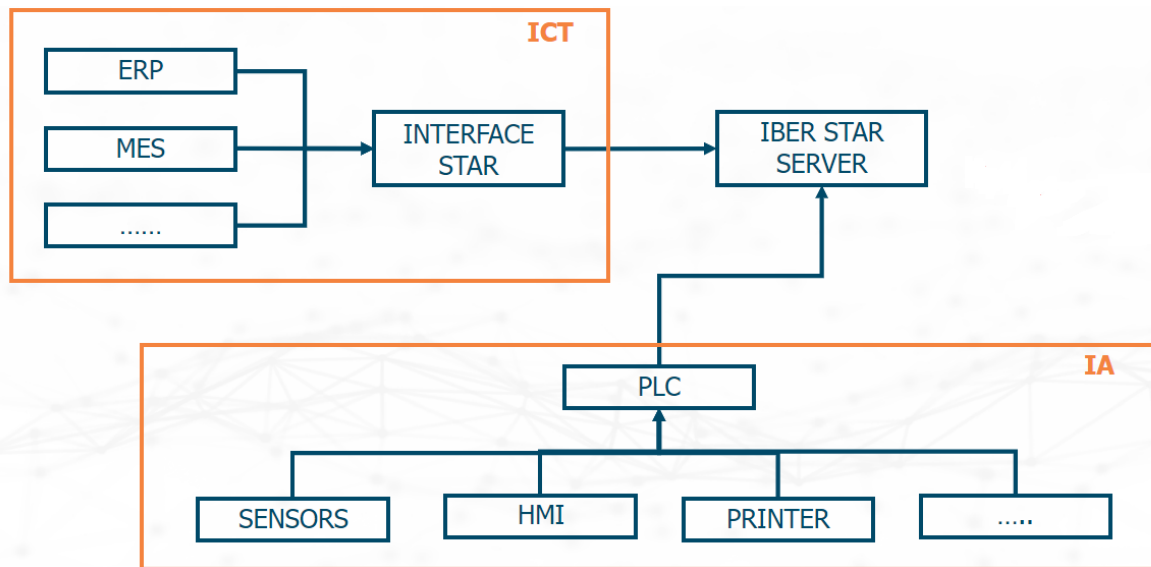 ICT
ERP
MES
......
INTERFACE
STAR
IBER STAR
SERVER
IA
PLC
SENSORS
HMI
PRINTER
.....